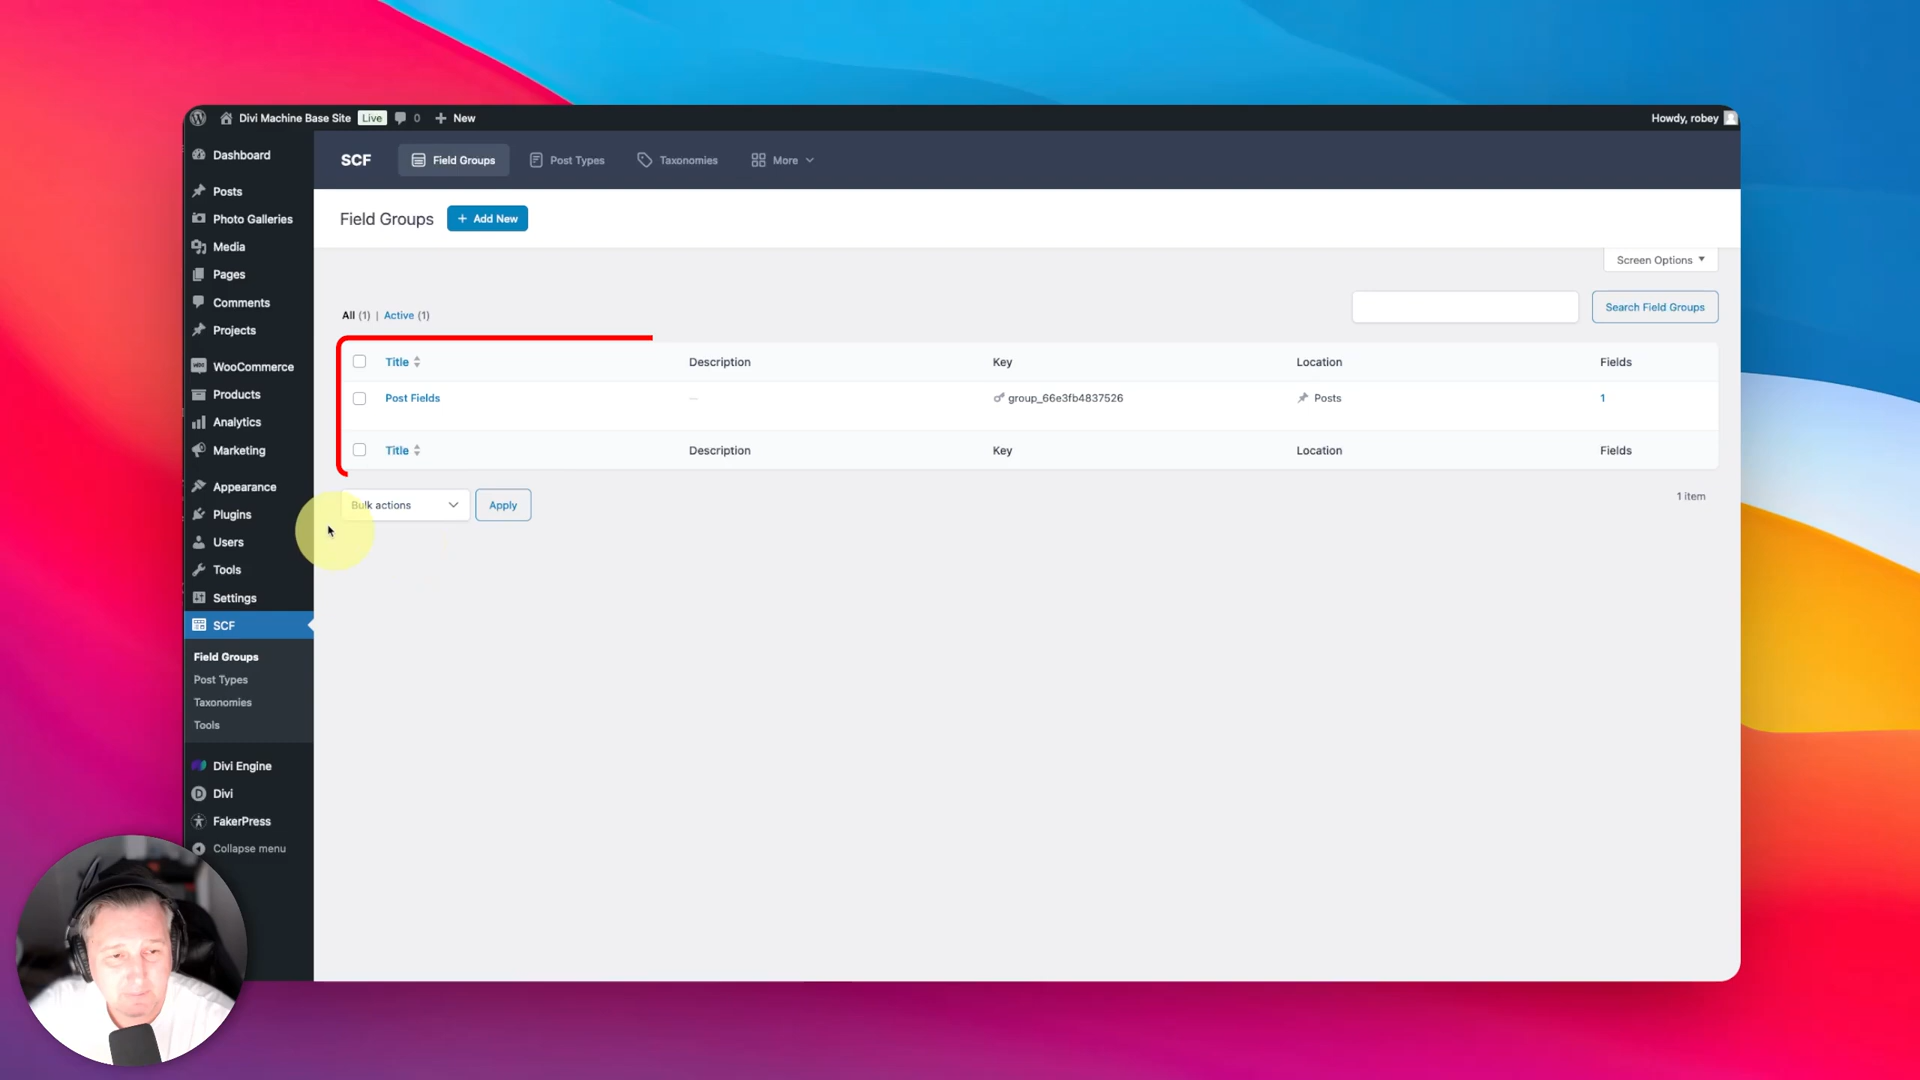 Divi Machine Base Site Live 0 New
Howdy, robey
Dashboard
Posts
Photo Galleries
Media
Pages
Comments
Projects
WooCommerce
Products
Analytics
Marketing
Appearance
Plugins
Users
Tools
Settings
SCF
Field Groups
Post Types
Taxonomies
Tools
Divi Engine
Divi
FakerPress
Collapse menu
SCF Field Groups Post Types Taxonomies More
Field Groups + Add New
Screen Options
All (1) | Active (1)
Search Field Groups
Title Description Key Location Fields
Post Fields — group_66e3fb4837526 Posts 1
Title Description Key Location Fields
Bulk actions Apply
1 item